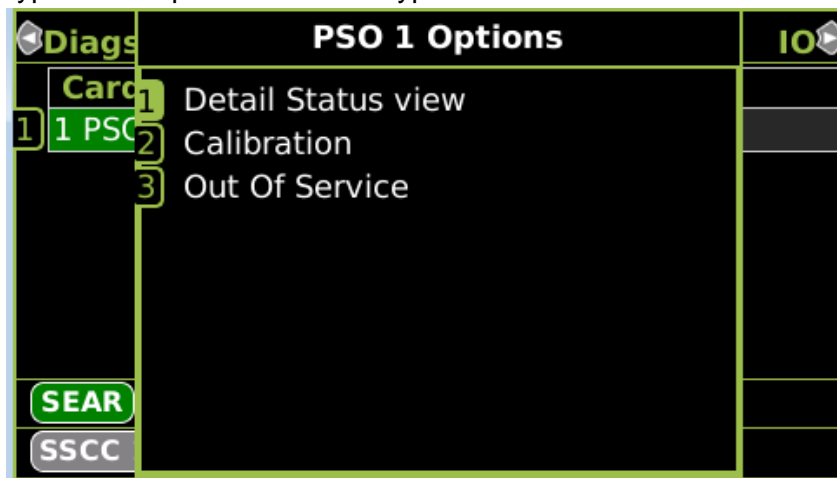 Diags PSO 1 Options IO
Card
1 Detail Status view
1 1 PSO
2 Calibration
3 Out Of Service
SEAR
SSCC